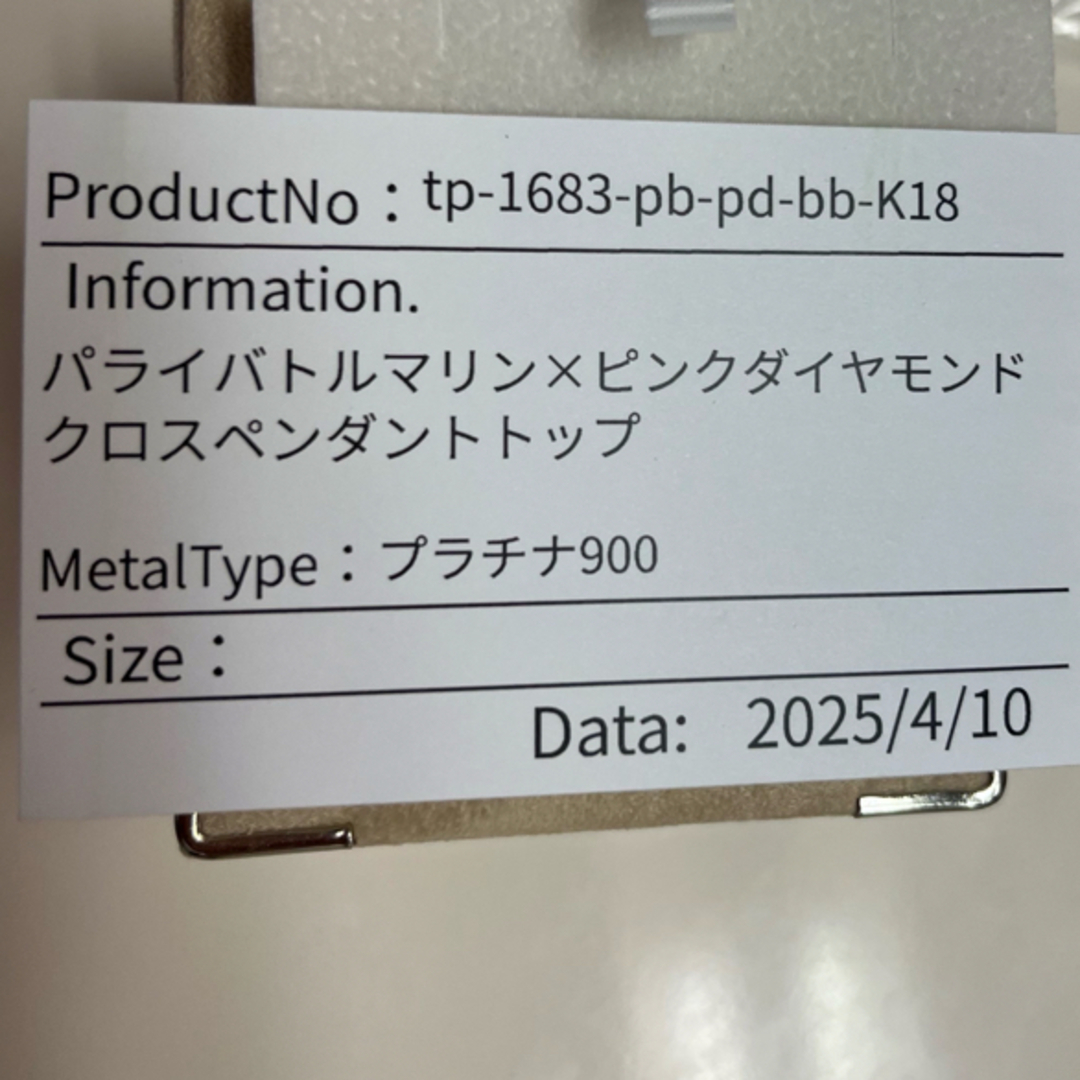 ProductNo：tp-1683-pb-pd-bb-K18
Information.
パライバトルマリン×ピンクダイヤモンド
クロスペンダントトップ
MetalType：プラチナ900
Size：
Data: 2025/4/10